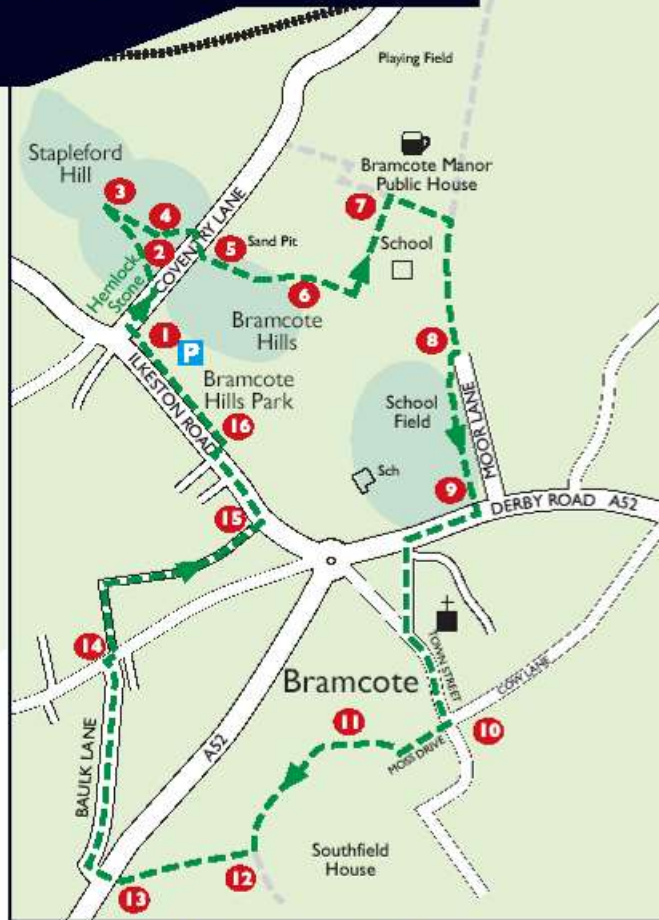 Playing Field
Stapleford
Hill
Bramcote Manor
Public House
3
7
4
COVENTRY LANE
2
5
Sand Pit
School
Hemlock
Stone
6
Bramcote
Hills
1
P
8
ILKESTON ROAD
Bramcote
Hills Park
School
Field
MOOR LANE
16
Sch
9
15
DERBY ROAD A52
14
TOWN STREET
Bramcote
COW LANE
11
10
MOSS DRIVE
A52
BAULK LANE
Southfield
House
12
13